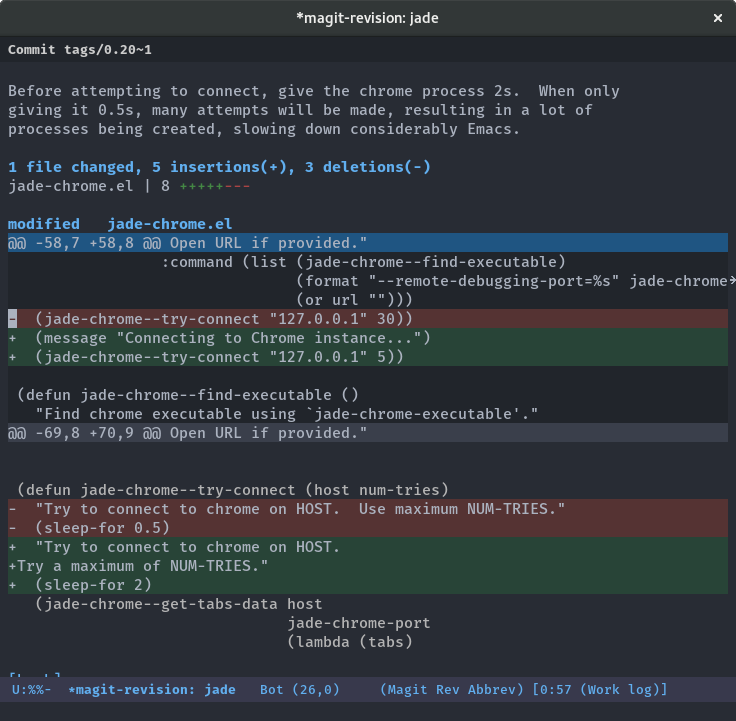 *magit-revision: jade
×
Commit tags/0.20~1
Before attempting to connect, give the chrome process 2s.  When only
giving it 0.5s, many attempts will be made, resulting in a lot of
processes being created, slowing down considerably Emacs.
1 file changed, 5 insertions(+), 3 deletions(-)
jade-chrome.el | 8 +++++---
modified   jade-chrome.el
@@ -58,7 +58,8 @@ Open URL if provided."
                 :command (list (jade-chrome--find-executable)
                                (format "--remote-debugging-port=%s" jade-chrome→
                                (or url "")))
-  (jade-chrome--try-connect "127.0.0.1" 30))
+  (message "Connecting to Chrome instance...")
+  (jade-chrome--try-connect "127.0.0.1" 5))
 (defun jade-chrome--find-executable ()
   "Find chrome executable using `jade-chrome-executable'."
@@ -69,8 +70,9 @@ Open URL if provided."
 (defun jade-chrome--try-connect (host num-tries)
-  "Try to connect to chrome on HOST.  Use maximum NUM-TRIES."
-  (sleep-for 0.5)
+  "Try to connect to chrome on HOST.
+Try a maximum of NUM-TRIES."
+  (sleep-for 2)
   (jade-chrome--get-tabs-data host
                               jade-chrome-port
                               (lambda (tabs)
U:%%-  *magit-revision: jade   Bot (26,0)     (Magit Rev Abbrev) [0:57 (Work log)]